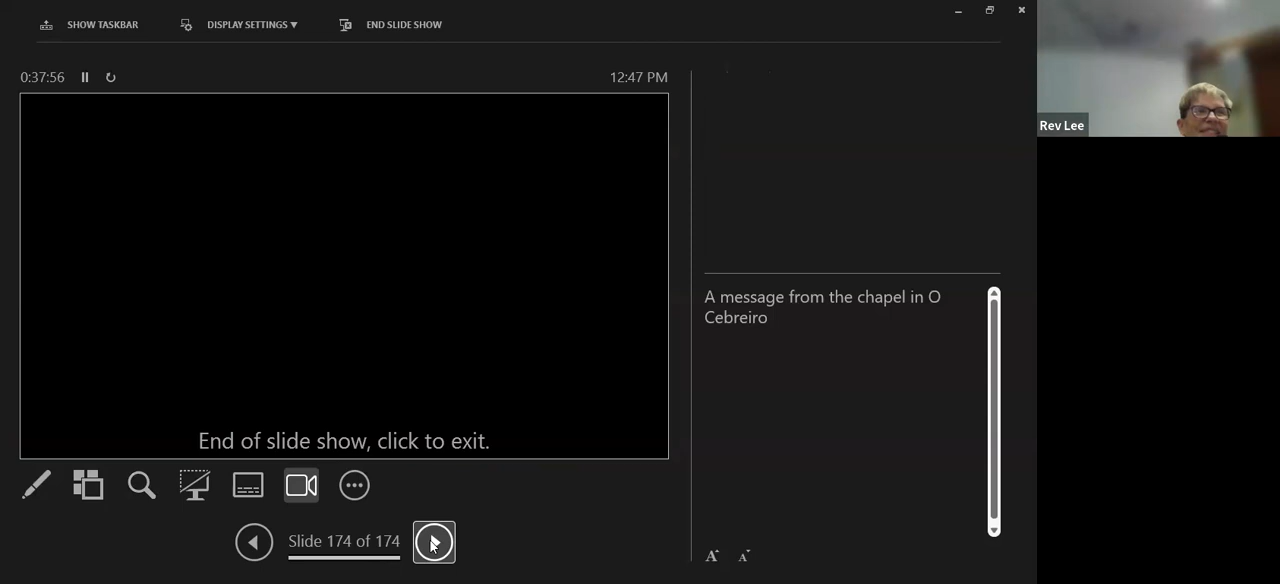 SHOW TASKBAR
DISPLAY SETTINGS
END SLIDE SHOW
0:37:56
12:47 PM
Rev Lee
A message from the chapel in O
Cebreiro
End of slide show, click to exit.
Slide 174 of 174
A A